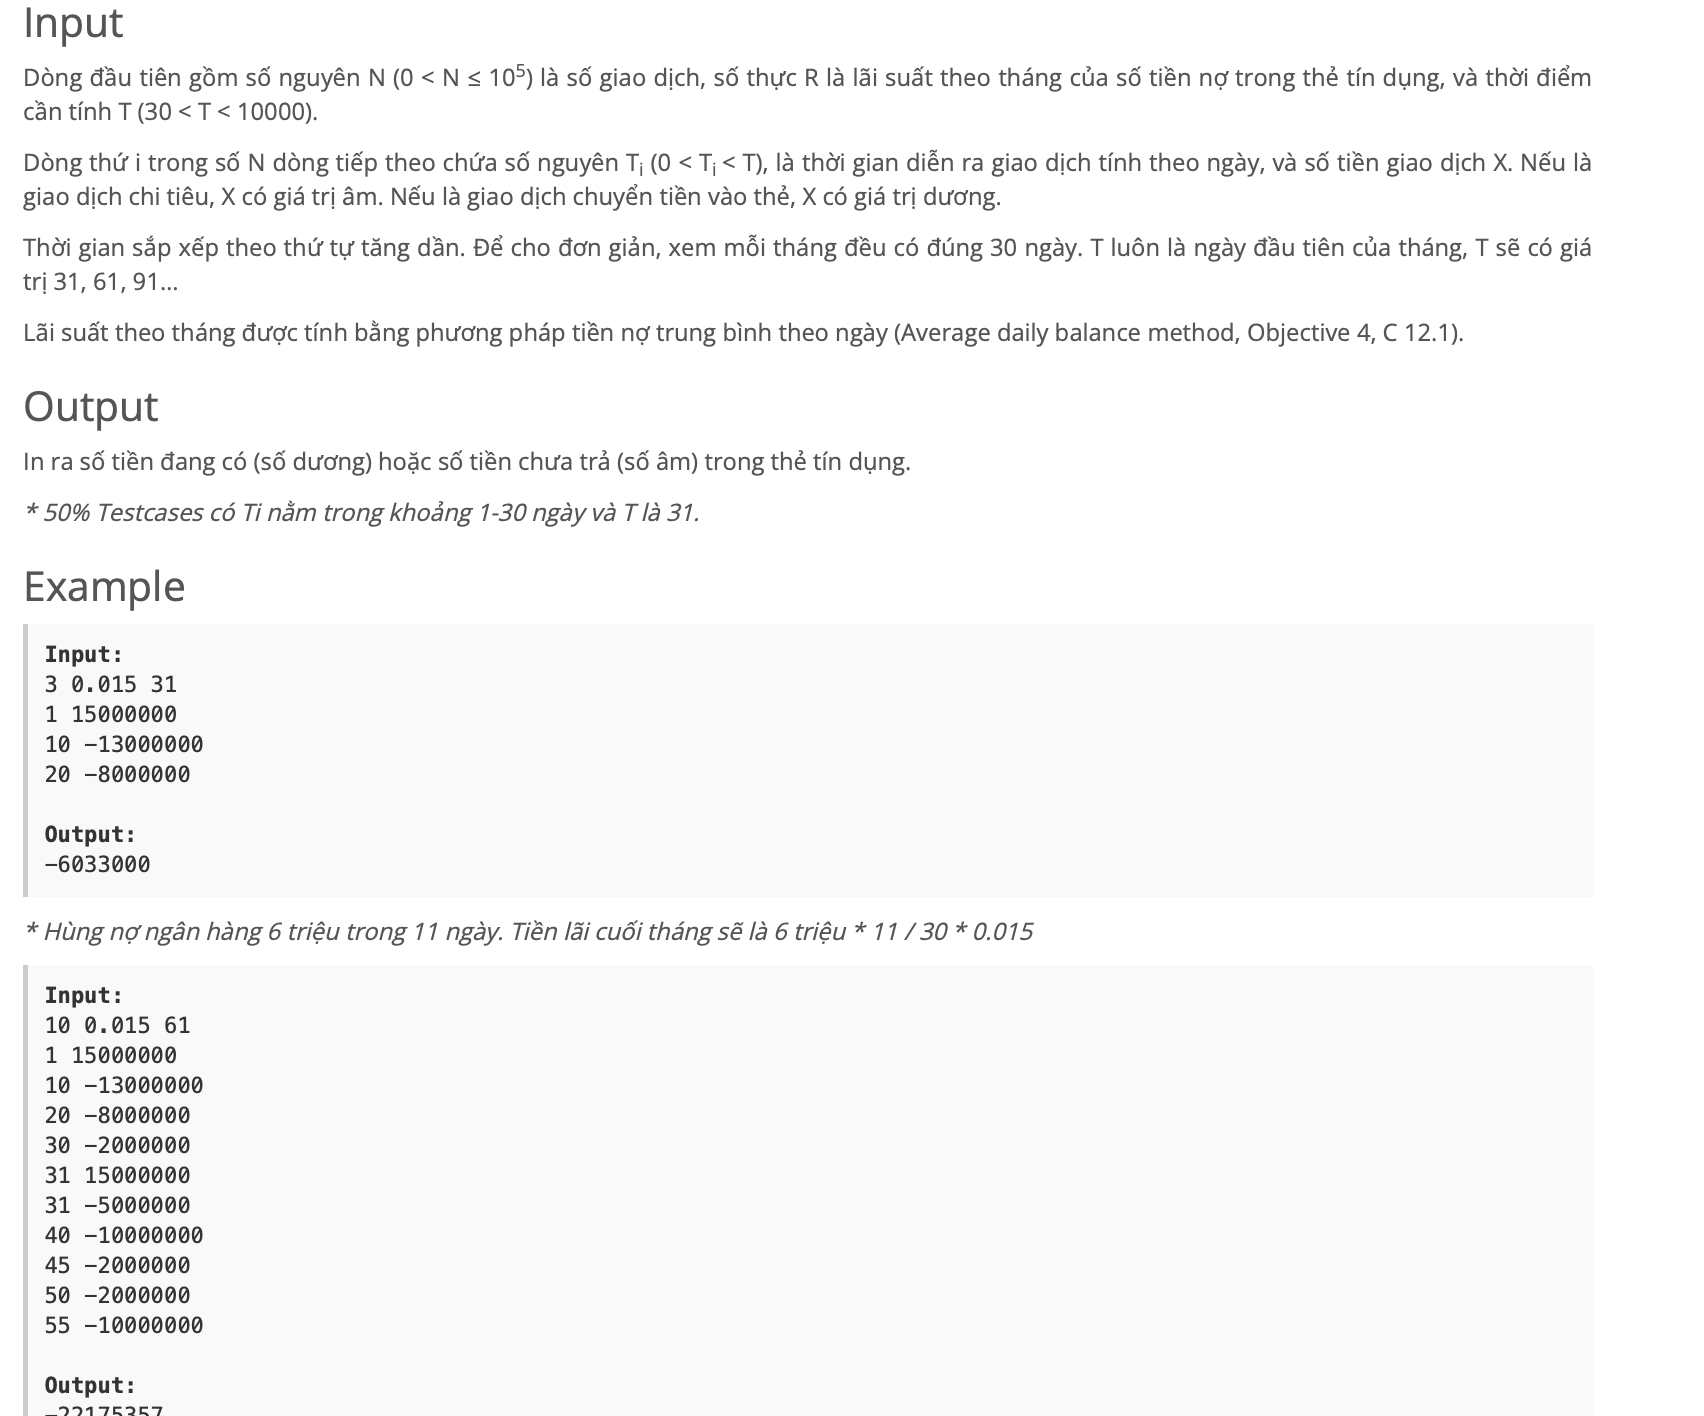 Input
Dòng đầu tiên gồm số nguyên N (0 < N ≤ 10⁵) là số giao dịch, số thực R là lãi suất theo tháng của số tiền nợ trong thẻ tín dụng, và thời điểm
cần tính T (30 < T < 10000).
Dòng thứ i trong số N dòng tiếp theo chứa số nguyên Tᵢ (0 < Tᵢ < T), là thời gian diễn ra giao dịch tính theo ngày, và số tiền giao dịch X. Nếu là
giao dịch chi tiêu, X có giá trị âm. Nếu là giao dịch chuyển tiền vào thẻ, X có giá trị dương.
Thời gian sắp xếp theo thứ tự tăng dần. Để cho đơn giản, xem mỗi tháng đều có đúng 30 ngày. T luôn là ngày đầu tiên của tháng, T sẽ có giá
trị 31, 61, 91...
Lãi suất theo tháng được tính bằng phương pháp tiền nợ trung bình theo ngày (Average daily balance method, Objective 4, C 12.1).
Output
In ra số tiền đang có (số dương) hoặc số tiền chưa trả (số âm) trong thẻ tín dụng.
* 50% Testcases có Ti nằm trong khoảng 1-30 ngày và T là 31.
Example
Input:
3 0.015 31
1 15000000
10 -13000000
20 -8000000
Output:
-6033000
* Hùng nợ ngân hàng 6 triệu trong 11 ngày. Tiền lãi cuối tháng sẽ là 6 triệu * 11 / 30 * 0.015
Input:
10 0.015 61
1 15000000
10 -13000000
20 -8000000
30 -2000000
31 15000000
31 -5000000
40 -10000000
45 -2000000
50 -2000000
55 -10000000
Output:
-22175357